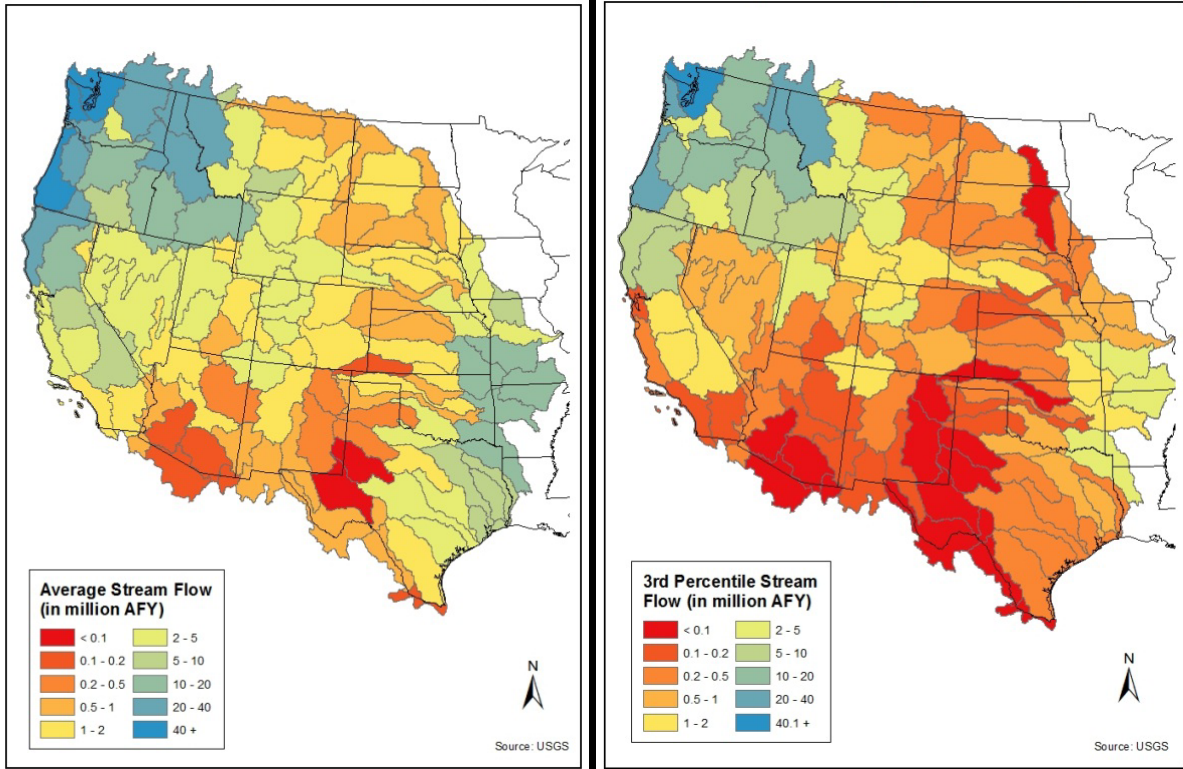 Average Stream Flow
(in million AFY)
< 0.1
0.1 - 0.2
0.2 - 0.5
0.5 - 1
1 - 2
2 - 5
5 - 10
10 - 20
20 - 40
40 +
N
Source: USGS
3rd Percentile Stream
Flow (in million AFY)
< 0.1
0.1 - 0.2
0.2 - 0.5
0.5 - 1
1 - 2
2 - 5
5 - 10
10 - 20
20 - 40
40.1 +
N
Source: USGS